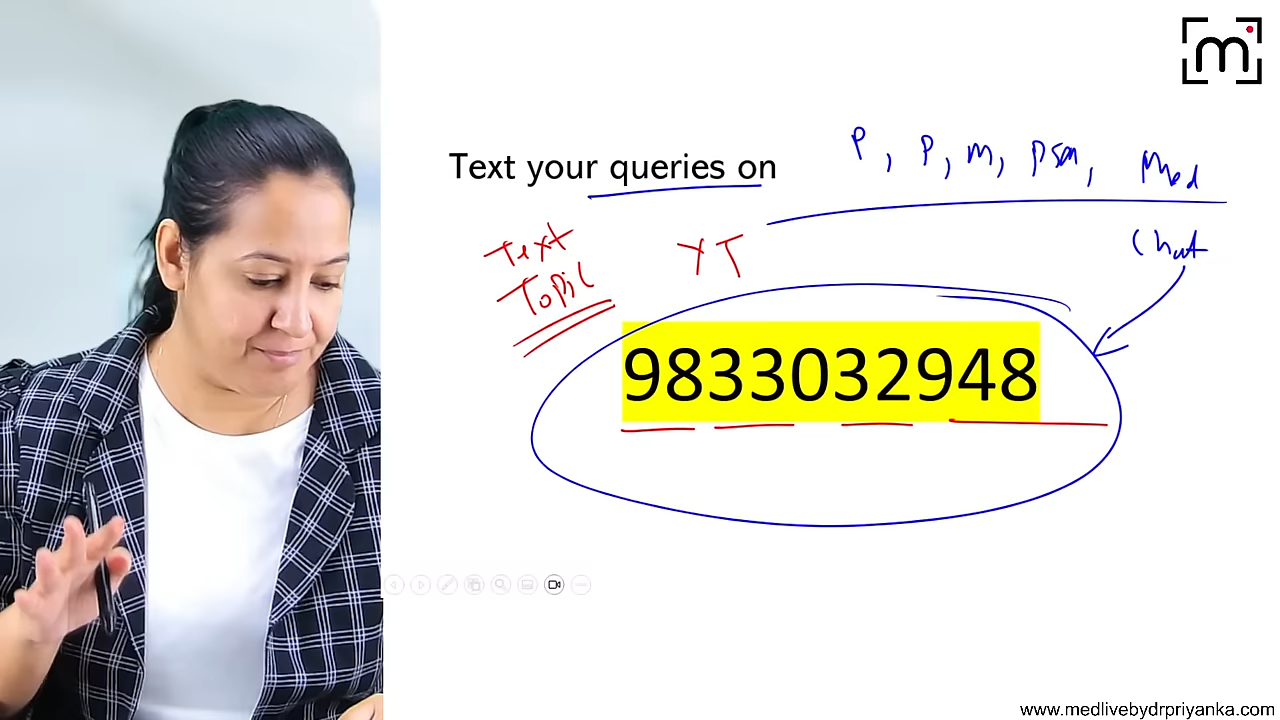 m
P, P, m, PSM, Med
Text your queries on
Text
Topic
YT
Chat
9833032948
www.medlivebydrpriyanka.com